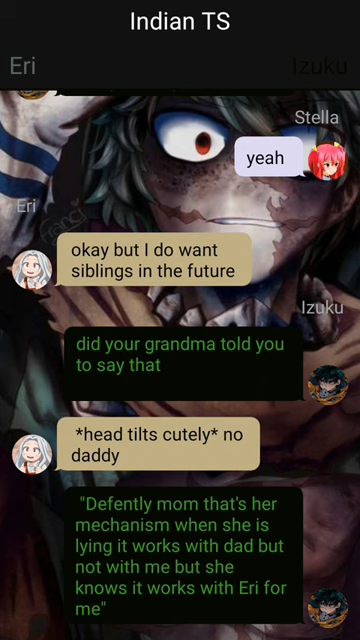 Indian TS
Eri
Izuku
Stella
yeah
Eri
okay but I do want
siblings in the future
Izuku
did your grandma told you
to say that
*head tilts cutely* no
daddy
"Defently mom that's her
mechanism when she is
lying it works with dad but
not with me but she
knows it works with Eri for
me"